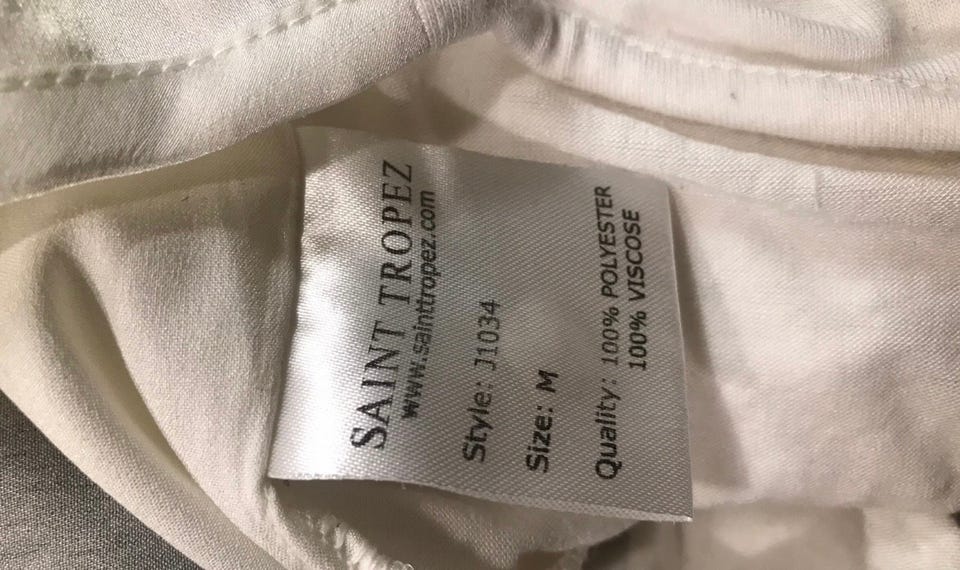 SAINT TROPEZ
www.sainttropez.com
Style: J1034
Size: M
Quality: 100% POLYESTER
100% VISCOSE